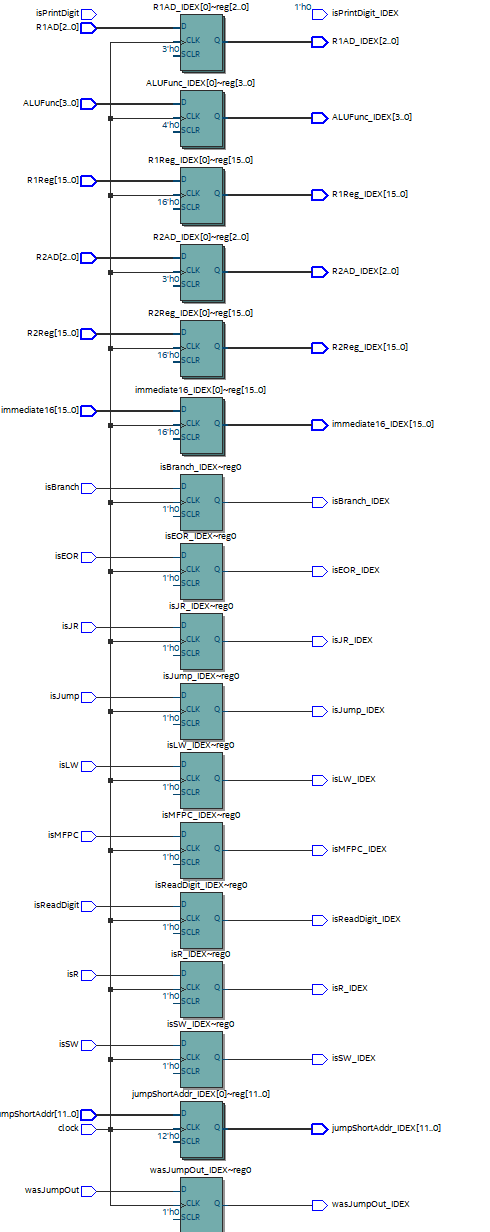 isPrintDigit
R1AD[2..0]
R1AD_IDEX[0]~reg[2..0]
D
CLK
3'h0
SCLR
Q
1'h0
isPrintDigit_IDEX
R1AD_IDEX[2..0]
ALUFunc[3..0]
ALUFunc_IDEX[0]~reg[3..0]
D
CLK
4'h0
SCLR
Q
ALUFunc_IDEX[3..0]
R1Reg[15..0]
R1Reg_IDEX[0]~reg[15..0]
D
CLK
16'h0
SCLR
Q
R1Reg_IDEX[15..0]
R2AD[2..0]
R2AD_IDEX[0]~reg[2..0]
D
CLK
3'h0
SCLR
Q
R2AD_IDEX[2..0]
R2Reg[15..0]
R2Reg_IDEX[0]~reg[15..0]
D
CLK
16'h0
SCLR
Q
R2Reg_IDEX[15..0]
immediate16[15..0]
immediate16_IDEX[0]~reg[15..0]
D
CLK
16'h0
SCLR
Q
immediate16_IDEX[15..0]
isBranch
isBranch_IDEX~reg0
D
CLK
1'h0
SCLR
Q
isBranch_IDEX
isEOR
isEOR_IDEX~reg0
D
CLK
1'h0
SCLR
Q
isEOR_IDEX
isJR
isJR_IDEX~reg0
D
CLK
1'h0
SCLR
Q
isJR_IDEX
isJump
isJump_IDEX~reg0
D
CLK
1'h0
SCLR
Q
isJump_IDEX
isLW
isLW_IDEX~reg0
D
CLK
1'h0
SCLR
Q
isLW_IDEX
isMFPC
isMFPC_IDEX~reg0
D
CLK
1'h0
SCLR
Q
isMFPC_IDEX
isReadDigit
isReadDigit_IDEX~reg0
D
CLK
1'h0
SCLR
Q
isReadDigit_IDEX
isR
isR_IDEX~reg0
D
CLK
1'h0
SCLR
Q
isR_IDEX
isSW
isSW_IDEX~reg0
D
CLK
1'h0
SCLR
Q
isSW_IDEX
umpShortAddr[11..0]
clock
jumpShortAddr_IDEX[0]~reg[11..0]
D
CLK
12'h0
SCLR
Q
jumpShortAddr_IDEX[11..0]
wasJumpOut
wasJumpOut_IDEX~reg0
D
CLK
1'h0
SCLR
Q
wasJumpOut_IDEX